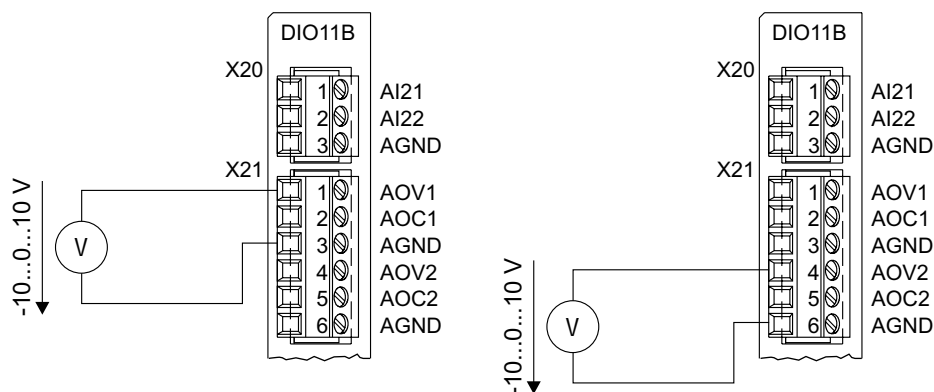 DIO11B
X20
1 AI21
2 AI22
3 AGND
X21
1 AOV1
2 AOC1
3 AGND
4 AOV2
5 AOC2
6 AGND
V
-10...0...10 V
DIO11B
X20
1 AI21
2 AI22
3 AGND
X21
1 AOV1
2 AOC1
3 AGND
4 AOV2
5 AOC2
6 AGND
V
-10...0...10 V